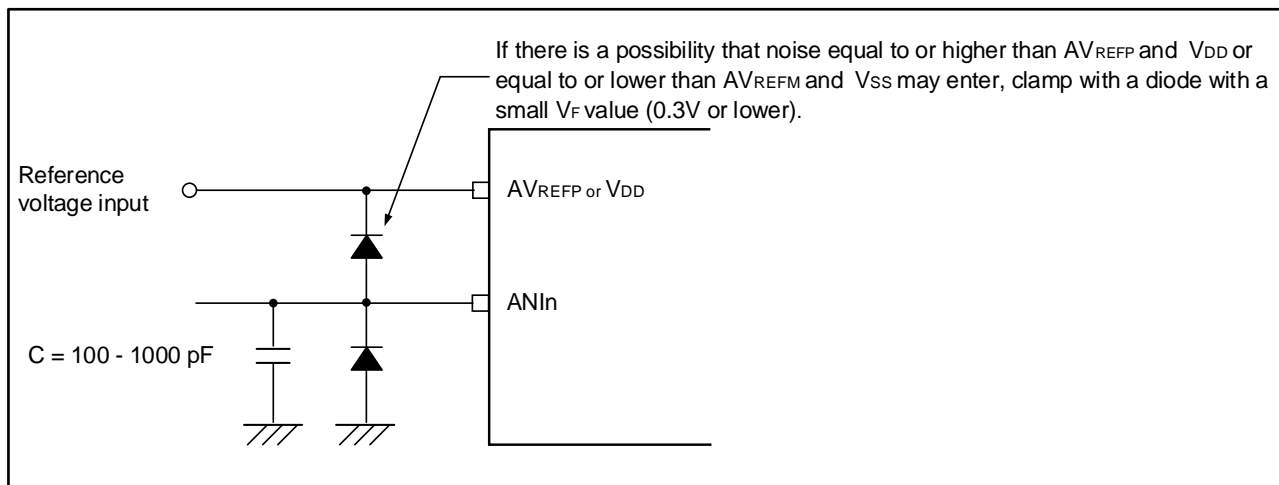 If there is a possibility that noise equal to or higher than AVREFP and VDD or
equal to or lower than AVREFM and VSS may enter, clamp with a diode with a
small VF value (0.3V or lower).
Reference
voltage input
AVREFP or VDD
ANIn
C = 100 - 1000 pF